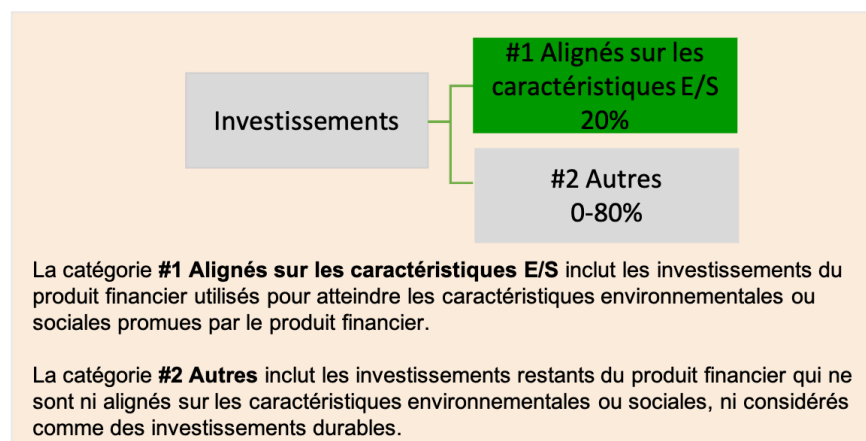 Investissements
#1 Alignés sur les
caractéristiques E/S
20%
#2 Autres
0-80%
La catégorie #1 Alignés sur les caractéristiques E/S inclut les investissements du
produit financier utilisés pour atteindre les caractéristiques environnementales ou
sociales promues par le produit financier.
La catégorie #2 Autres inclut les investissements restants du produit financier qui ne
sont ni alignés sur les caractéristiques environnementales ou sociales, ni considérés
comme des investissements durables.